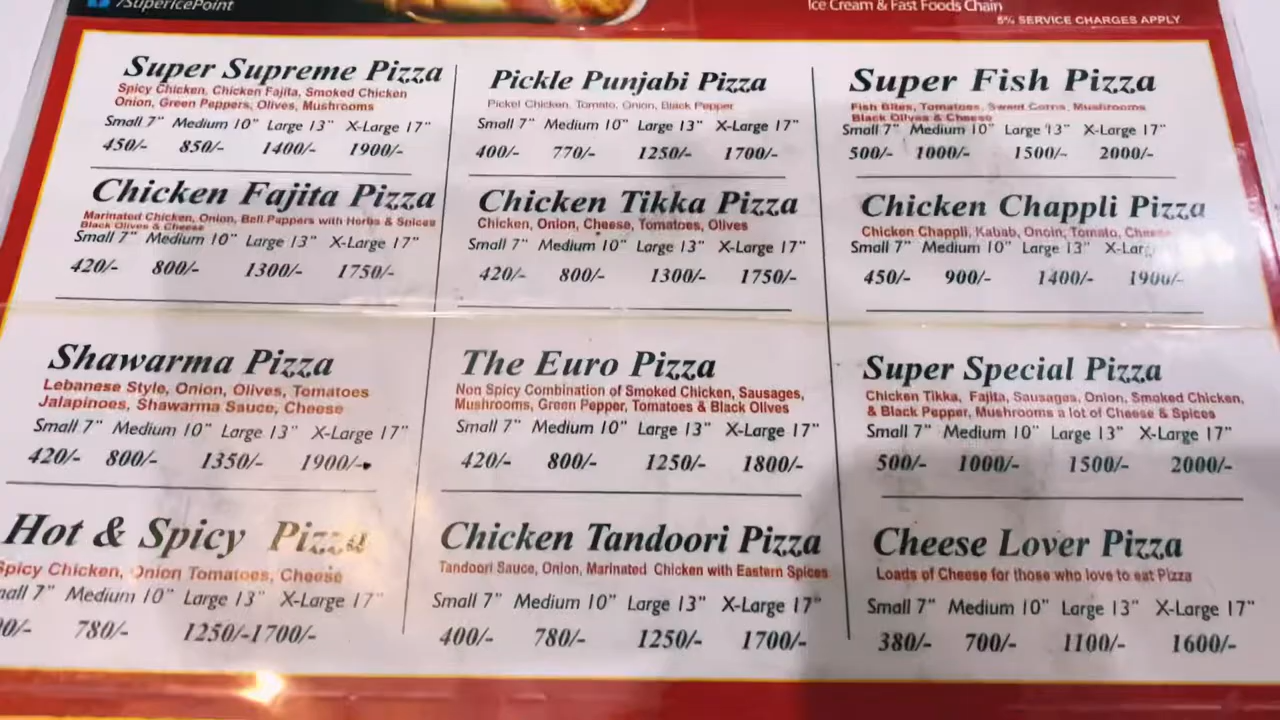 /SupericePoint
Ice Cream & Fast Foods Chain
5% SERVICE CHARGES APPLY
Super Supreme Pizza
Spicy Chicken, Chicken Fajita, Smoked Chicken
Onion, Green Peppers, Olives, Mushrooms
Small 7" Medium 10" Large 13" X-Large 17"
450/- 850/- 1400/- 1900/-
Chicken Fajita Pizza
Marinated Chicken, Onion, Bell Peppers with Herbs & Spices
Black Olives & Cheese
Small 7" Medium 10" Large 13" X-Large 17"
420/- 800/- 1300/- 1750/-
Shawarma Pizza
Lebanese Style, Onion, Olives, Tomatoes
Jalapinoes, Shawarma Sauce, Cheese
Small 7" Medium 10" Large 13" X-Large 17"
420/- 800/- 1350/- 1900/-
Hot & Spicy Pizza
Spicy Chicken, Onion Tomatoes, Cheese
7" Medium 10" Large 13" X-Large 17"
780/- 1250/-1700/-
Pickle Punjabi Pizza
Pickel Chicken, Tomato, Onion, Black Pepper
Small 7" Medium 10" Large 13" X-Large 17"
400/- 770/- 1250/- 1700/-
Chicken Tikka Pizza
Chicken, Onion, Cheese, Tomatoes, Olives
Small 7" Medium 10" Large 13" X-Large 17"
420/- 800/- 1300/- 1750/-
The Euro Pizza
Non Spicy Combination of Smoked Chicken, Sausages,
Mushrooms, Green Pepper, Tomatoes & Black Olives
Small 7" Medium 10" Large 13" X-Large 17"
420/- 800/- 1250/- 1800/-
Chicken Tandoori Pizza
Tandoori Sauce, Onion, Marinated Chicken with Eastern Spices
Small 7" Medium 10" Large 13" X-Large 17"
400/- 780/- 1250/- 1700/-
Super Fish Pizza
Fish Bites, Tomatoes, Sweet Corns, Mushrooms
Black Olives & Cheese
Small 7" Medium 10" Large 13" X-Large 17"
500/- 1000/- 1500/- 2000/-
Chicken Chappli Pizza
Chicken Chappli, Kabab, Onoin, Tomato, Cheese
Small 7" Medium 10" Large 13"
450/- 900/- 1400/- 1900/-
Super Special Pizza
Chicken Tikka, Fajita, Sausages, Onion, Smoked Chicken,
& Black Pepper, Mushrooms a lot of Cheese & Spices
Small 7" Medium 10" Large 13" X-Large 17"
500/- 1000/- 1500/- 2000/-
Cheese Lover Pizza
Loads of Cheese for those who love to eat Pizza
Small 7" Medium 10" Large 13" X-Large 17"
380/- 700/- 1100/- 1600/-